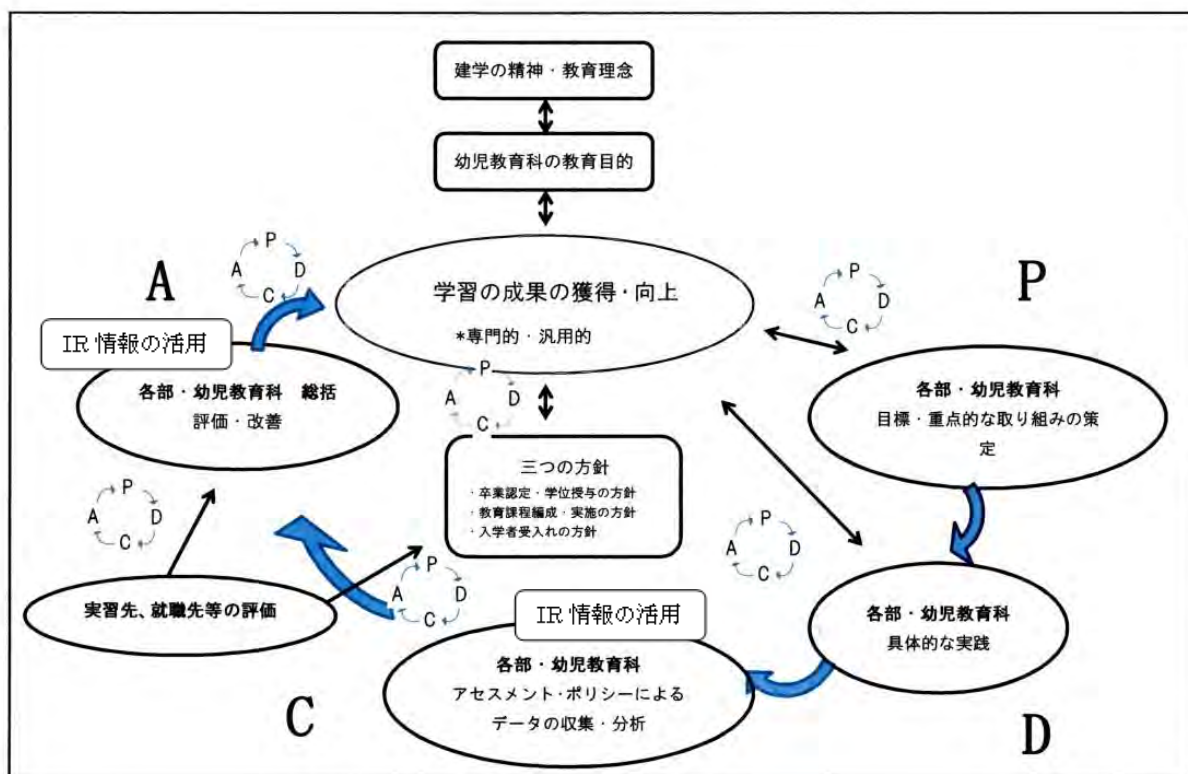 建学の精神・教育理念
幼児教育科の教育目的
学習の成果の獲得・向上
*専門的・汎用的
P
D
C
A
A
IR 情報の活用
各部・幼児教育科 総括
評価・改善
P
D
C
A
P
P
D
C
A
各部・幼児教育科
目標・重点的な取り組みの策
定
P
D
C
A
三つの方針
・卒業認定・学位授与の方針
・教育課程編成・実施の方針
・入学者受入れの方針
P
D
C
A
実習先、就職先等の評価
P
D
C
A
各部・幼児教育科
具体的な実践
D
P
D
C
A
IR 情報の活用
各部・幼児教育科
アセスメント・ポリシーによる
データの収集・分析
C